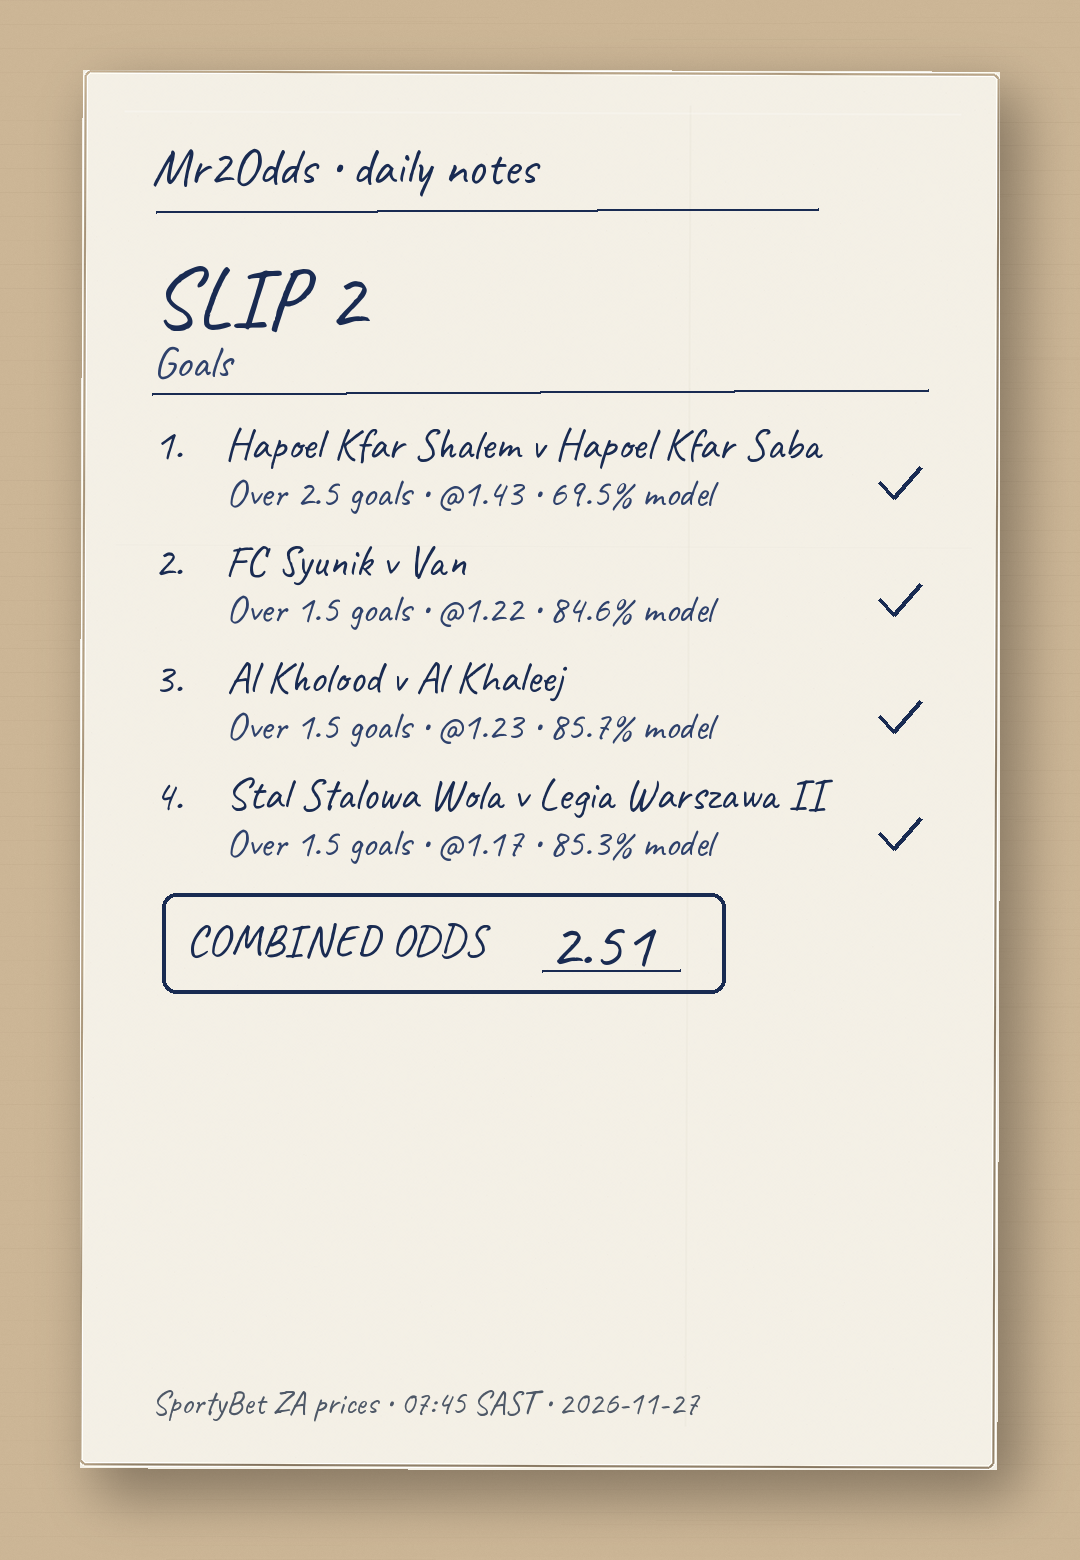 Mr2Odds · daily notes
SLIP 2
Goals
1. Hapoel Kfar Shalem v Hapoel Kfar Saba
Over 2.5 goals · @1.43 · 69.5% model
2. FC Syunik v Van
Over 1.5 goals · @1.22 · 84.6% model
3. Al Kholood v Al Khaleej
Over 1.5 goals · @1.23 · 85.7% model
4. Stal Stalowa Wola v Legia Warszawa II
Over 1.5 goals · @1.17 · 85.3% model
COMBINED ODDS 2.51
SportyBet ZA prices · 07:45 SAST · 2026-11-27